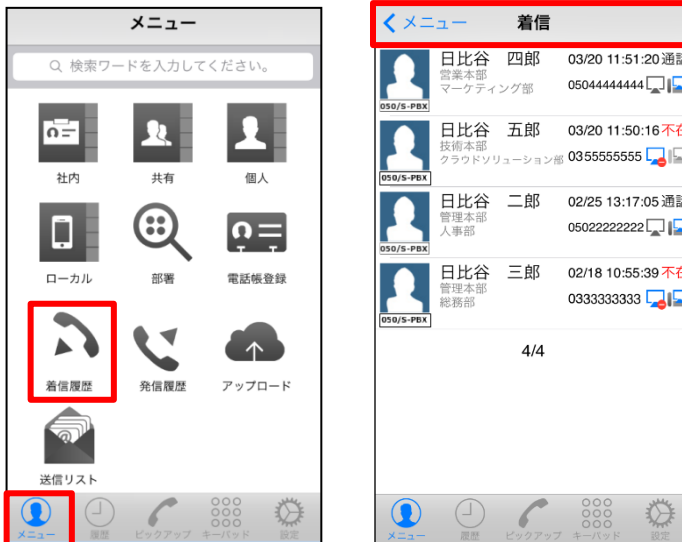 メニュー
検索ワードを入力してください。
社内
共有
個人
ローカル
部署
電話帳登録
着信履歴
発信履歴
アップロード
@
送信リスト
メニュー
履歴
ピックアップ
キーパッド
設定
メニュー 着信
日比谷 四郎 03/20 11:51:20 通話
営業本部
マーケティング部 05044444444
050/S-PBX
日比谷 五郎 03/20 11:50:16 不在
技術本部
クラウドソリューション部 0355555555
050/S-PBX
日比谷 二郎 02/25 13:17:05 通話
管理本部
人事部 05022222222
050/S-PBX
日比谷 三郎 02/18 10:55:39 不在
管理本部
総務部 0333333333
050/S-PBX
4/4
メニュー
履歴
ピックアップ
キーパッド
設定